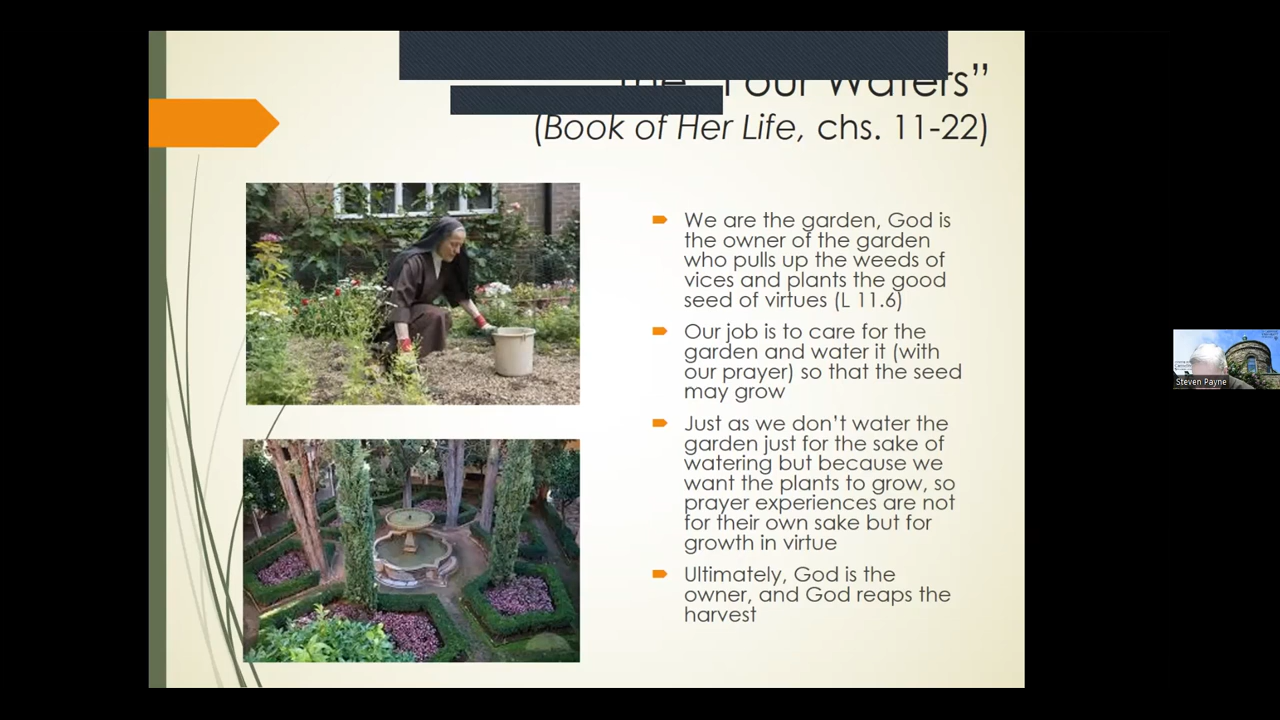 The "Four Waters"
(Book of Her Life, chs. 11-22)
We are the garden, God is
the owner of the garden
who pulls up the weeds of
vices and plants the good
seed of virtues (L 11.6)
Our job is to care for the
garden and water it (with
our prayer) so that the seed
may grow
Just as we don't water the
garden just for the sake of
watering but because we
want the plants to grow, so
prayer experiences are not
for their own sake but for
growth in virtue
Ultimately, God is the
owner, and God reaps the
harvest
Steven Payne